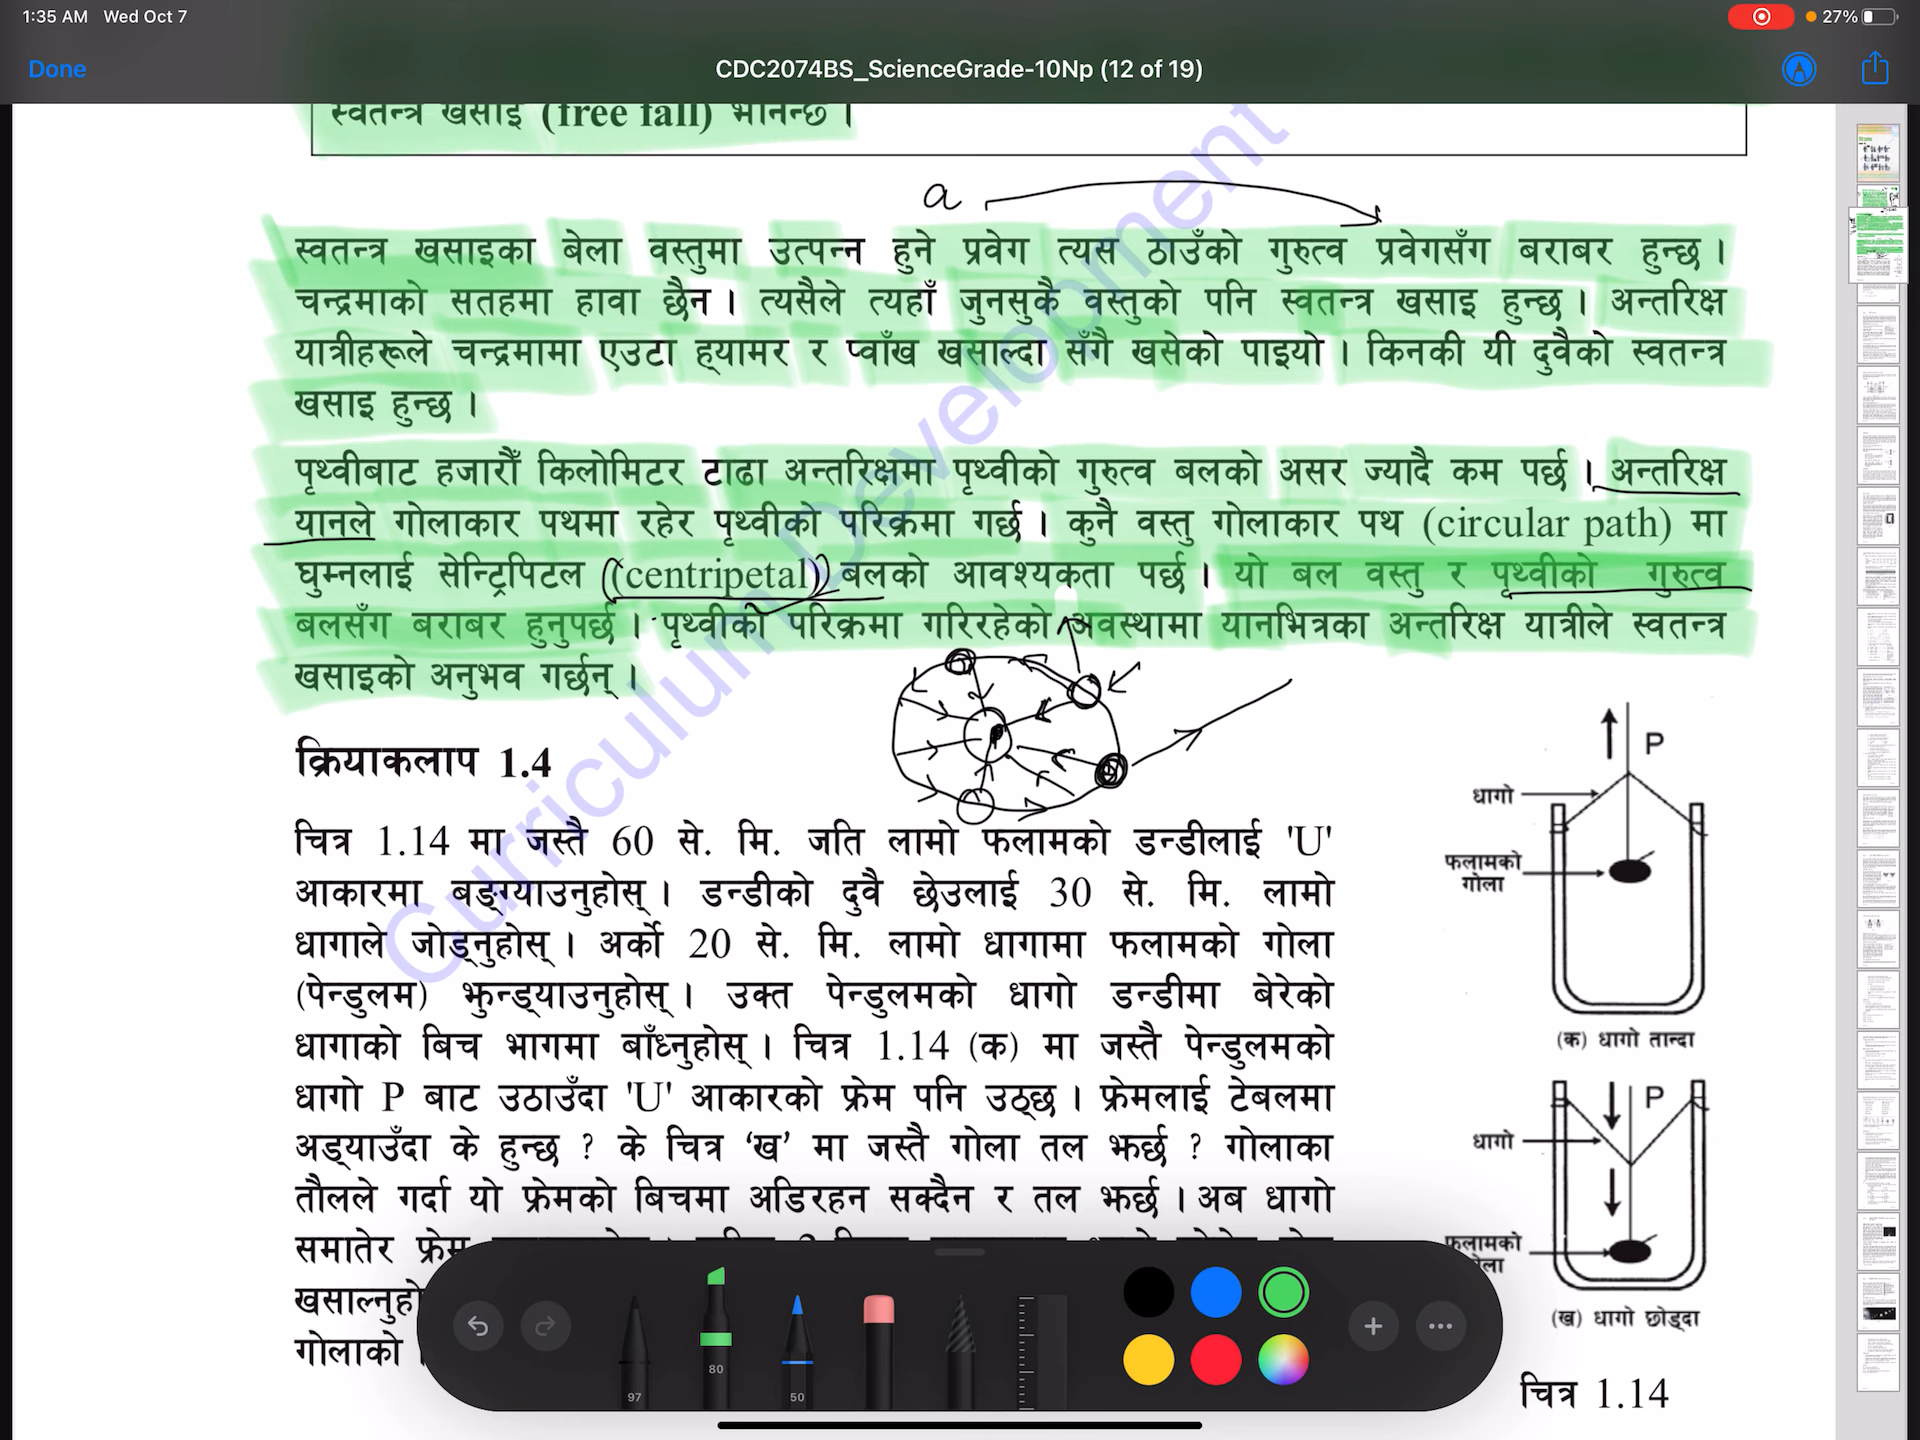 1:35 AM Wed Oct 7
27%
Done
CDC2074BS_ScienceGrade-10Np (12 of 19)
स्वतन्त्र खसाइ (free fall) भनिन्छ ।
a
स्वतन्त्र खसाइका बेला वस्तुमा उत्पन्न हुने प्रवेग त्यस ठाउँको गुरुत्व प्रवेगसँग बराबर हुन्छ ।
चन्द्रमाको सतहमा हावा छैन । त्यसैले त्यहाँ जुनसुकै वस्तुको पनि स्वतन्त्र खसाइ हुन्छ । अन्तरिक्ष
यात्रीहरूले चन्द्रमामा एउटा ह्यामर र प्वाँख खसाल्दा सँगै खसेको पाइयो । किनकी यी दुवैको स्वतन्त्र
खसाइ हुन्छ ।
पृथ्वीबाट हजारौँ किलोमिटर टाढा अन्तरिक्षमा पृथ्वीको गुरुत्व बलको असर ज्यादै कम पर्छ । अन्तरिक्ष
यानले गोलाकार पथमा रहेर पृथ्वीको परिक्रमा गर्छ । कुनै वस्तु गोलाकार पथ (circular path) मा
घुम्नलाई सेन्ट्रिपिटल (centripetal) बलको आवश्यकता पर्छ । यो बल वस्तु र पृथ्वीको गुरुत्व
बलसँग बराबर हुनुपर्छ । पृथ्वीको परिक्रमा गरिरहेको अवस्थामा यानभित्रका अन्तरिक्ष यात्रीले स्वतन्त्र
खसाइको अनुभव गर्छन् ।
क्रियाकलाप 1.4
चित्र 1.14 मा जस्तै 60 से. मि. जति लामो फलामको डन्डीलाई 'U'
आकारमा बङ्ग्याउनुहोस् । डन्डीको दुवै छेउलाई 30 से. मि. लामो
धागाले जोड्नुहोस् । अर्को 20 से. मि. लामो धागामा फलामको गोला
(पेन्डुलम) झुन्ड्याउनुहोस् । उक्त पेन्डुलमको धागो डन्डीमा बेरेको
धागाको बिच भागमा बाँध्नुहोस् । चित्र 1.14 (क) मा जस्तै पेन्डुलमको
धागो P बाट उठाउँदा 'U' आकारको फ्रेम पनि उठ्छ । फ्रेमलाई टेबलमा
अड्याउँदा के हुन्छ ? के चित्र ‘ख’ मा जस्तै गोला तल झर्छ ? गोलाका
तौलले गर्दा यो फ्रेमको बिचमा अडिरहन सक्दैन र तल झर्छ । अब धागो
समातेर फ्रेम
गोलाको
P
धागो
फलामको
गोला
(क) धागो तान्दा
P
धागो
फलामको
(ख) धागो छोड्दा
चित्र 1.14
97
80
50
Curriculum Development